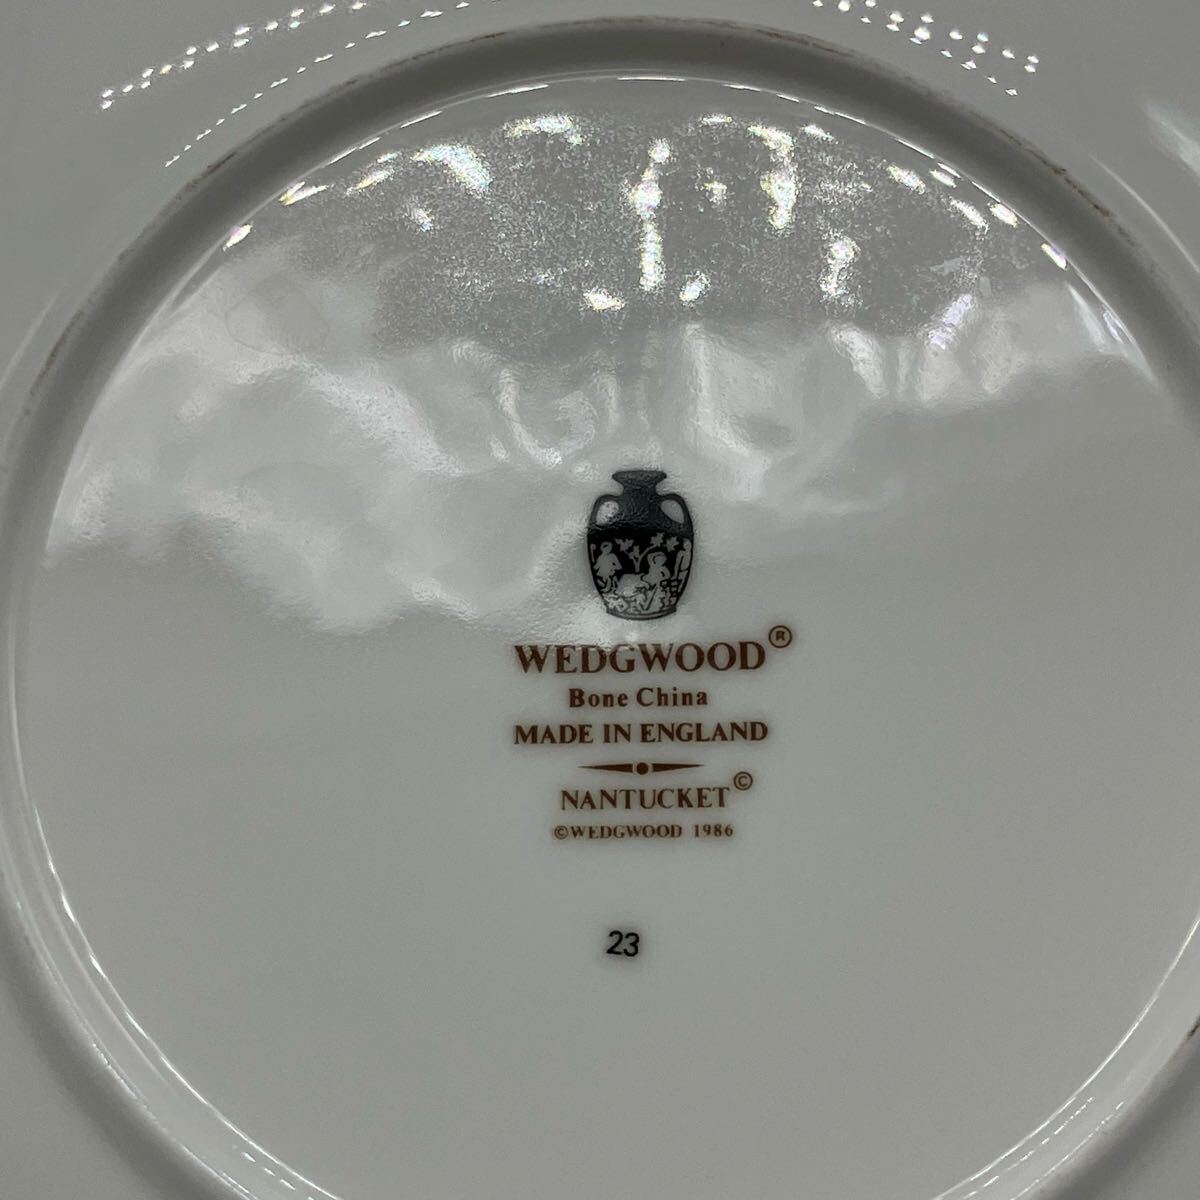 WEDGWOOD®
Bone China
MADE IN ENGLAND
NANTUCKET©
©WEDGWOOD 1986
23